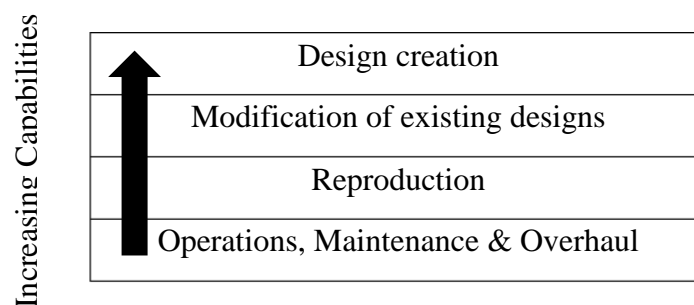 Increasing Capabilities
Design creation
Modification of existing designs
Reproduction
Operations, Maintenance & Overhaul